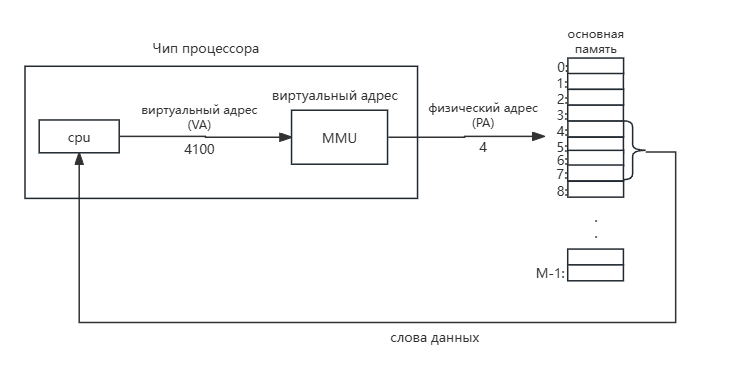 Чип процессора
основная
память
виртуальный адрес
(VA)
4100
виртуальный адрес
физический адрес
(PA)
4
cpu
MMU
0:
1:
2:
3:
4:
5:
6:
7:
8:
.
.
M-1:
слова данных